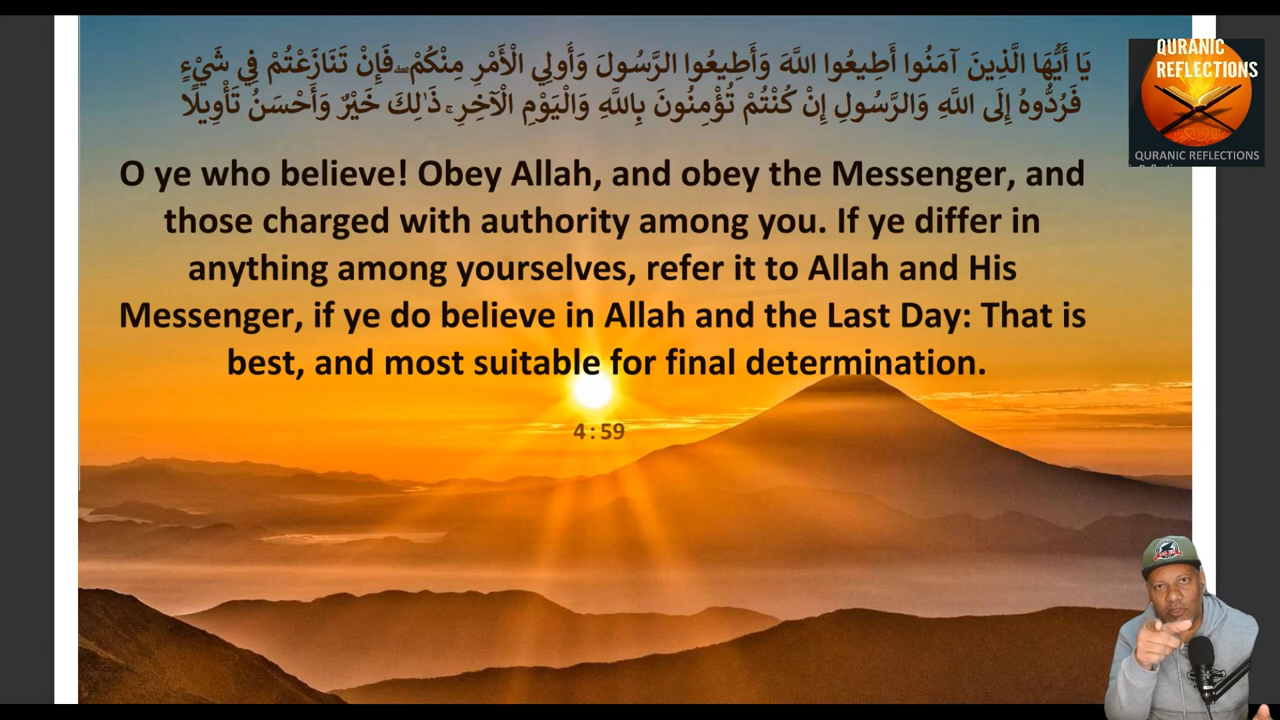 يَا أَيُّهَا الَّذِينَ آمَنُوا أَطِيعُوا اللَّهَ وَأَطِيعُوا الرَّسُولَ وَأُولِي الْأَمْرِ مِنْكُمْ ۖ فَإِنْ تَنَازَعْتُمْ فِي شَيْءٍ
فَرُدُّوهُ إِلَى اللَّهِ وَالرَّسُولِ إِنْ كُنْتُمْ تُؤْمِنُونَ بِاللَّهِ وَالْيَوْمِ الْآخِرِ ۚ ذَٰلِكَ خَيْرٌ وَأَحْسَنُ تَأْوِيلًا
O ye who believe! Obey Allah, and obey the Messenger, and
those charged with authority among you. If ye differ in
anything among yourselves, refer it to Allah and His
Messenger, if ye do believe in Allah and the Last Day: That is
best, and most suitable for final determination.
4:59
QURANIC
REFLECTIONS
QURANIC REFLECTIONS